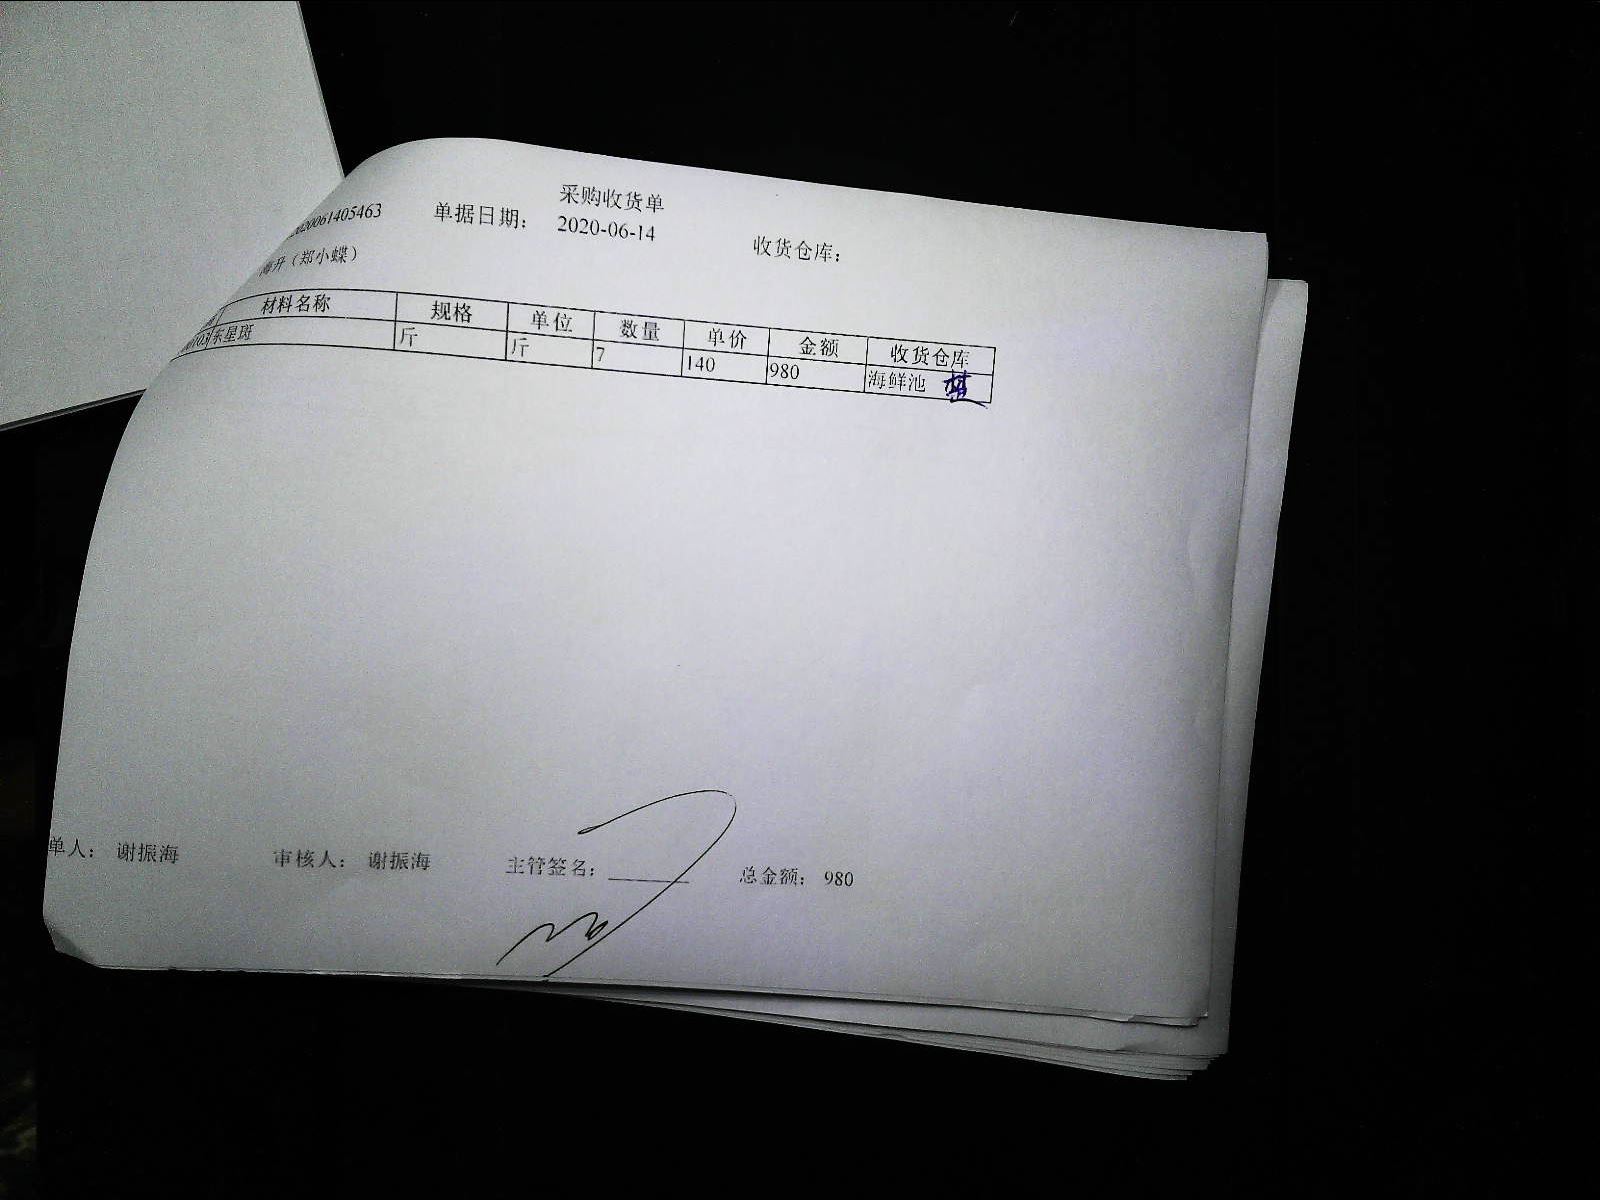 采购收货单
2020061405463 单据日期： 2020-06-14 收货仓库：
海升（郑小蝶）
材料名称 规格 单位 数量 单价 金额 收货仓库
东星斑 斤 斤 7 140 980 海鲜池
单人： 谢振海 审核人： 谢振海 主管签名： 总金额： 980